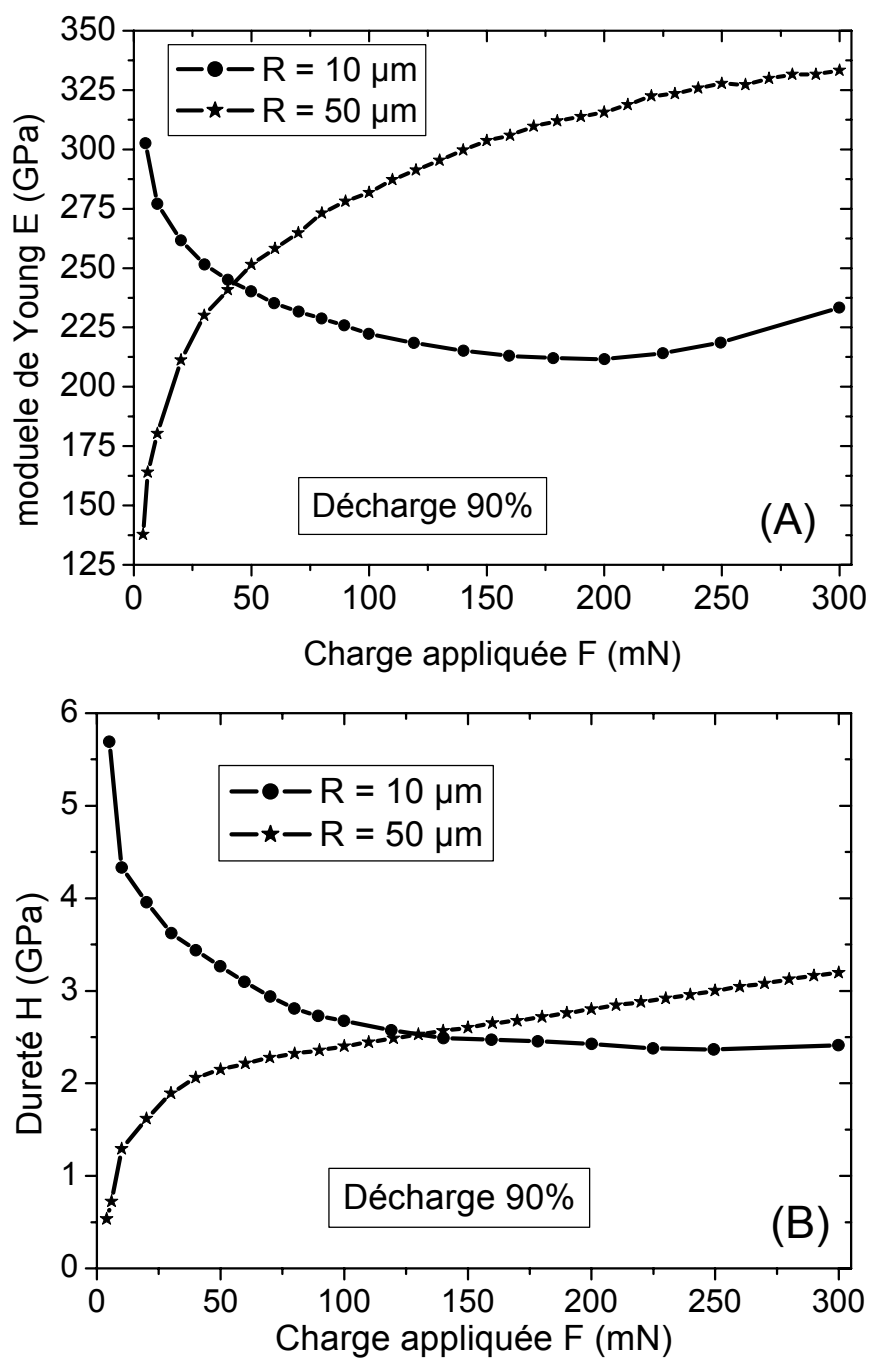 350
325
300
275
250
225
200
175
150
125
moduele de Young E (GPa)
R = 10 µm
R = 50 µm
Décharge 90%
(A)
0 50 100 150 200 250 300
Charge appliquée F (mN)
6
5
4
3
2
1
0
Dureté H (GPa)
R = 10 µm
R = 50 µm
Décharge 90%
(B)
0 50 100 150 200 250 300
Charge appliquée F (mN)